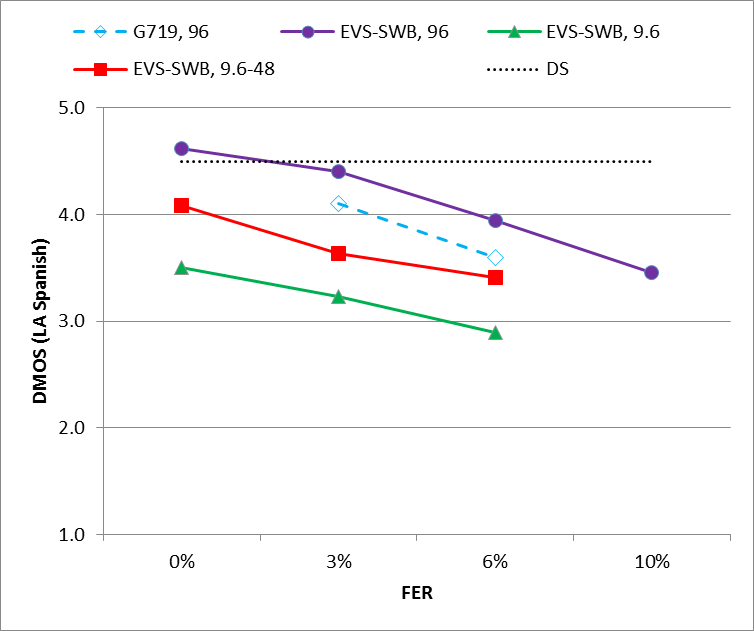 G719, 96
EVS-SWB, 96
EVS-SWB, 9.6
EVS-SWB, 9.6-48
DS
5.0
4.0
3.0
2.0
1.0
DMOS (LA Spanish)
0%
3%
6%
10%
FER